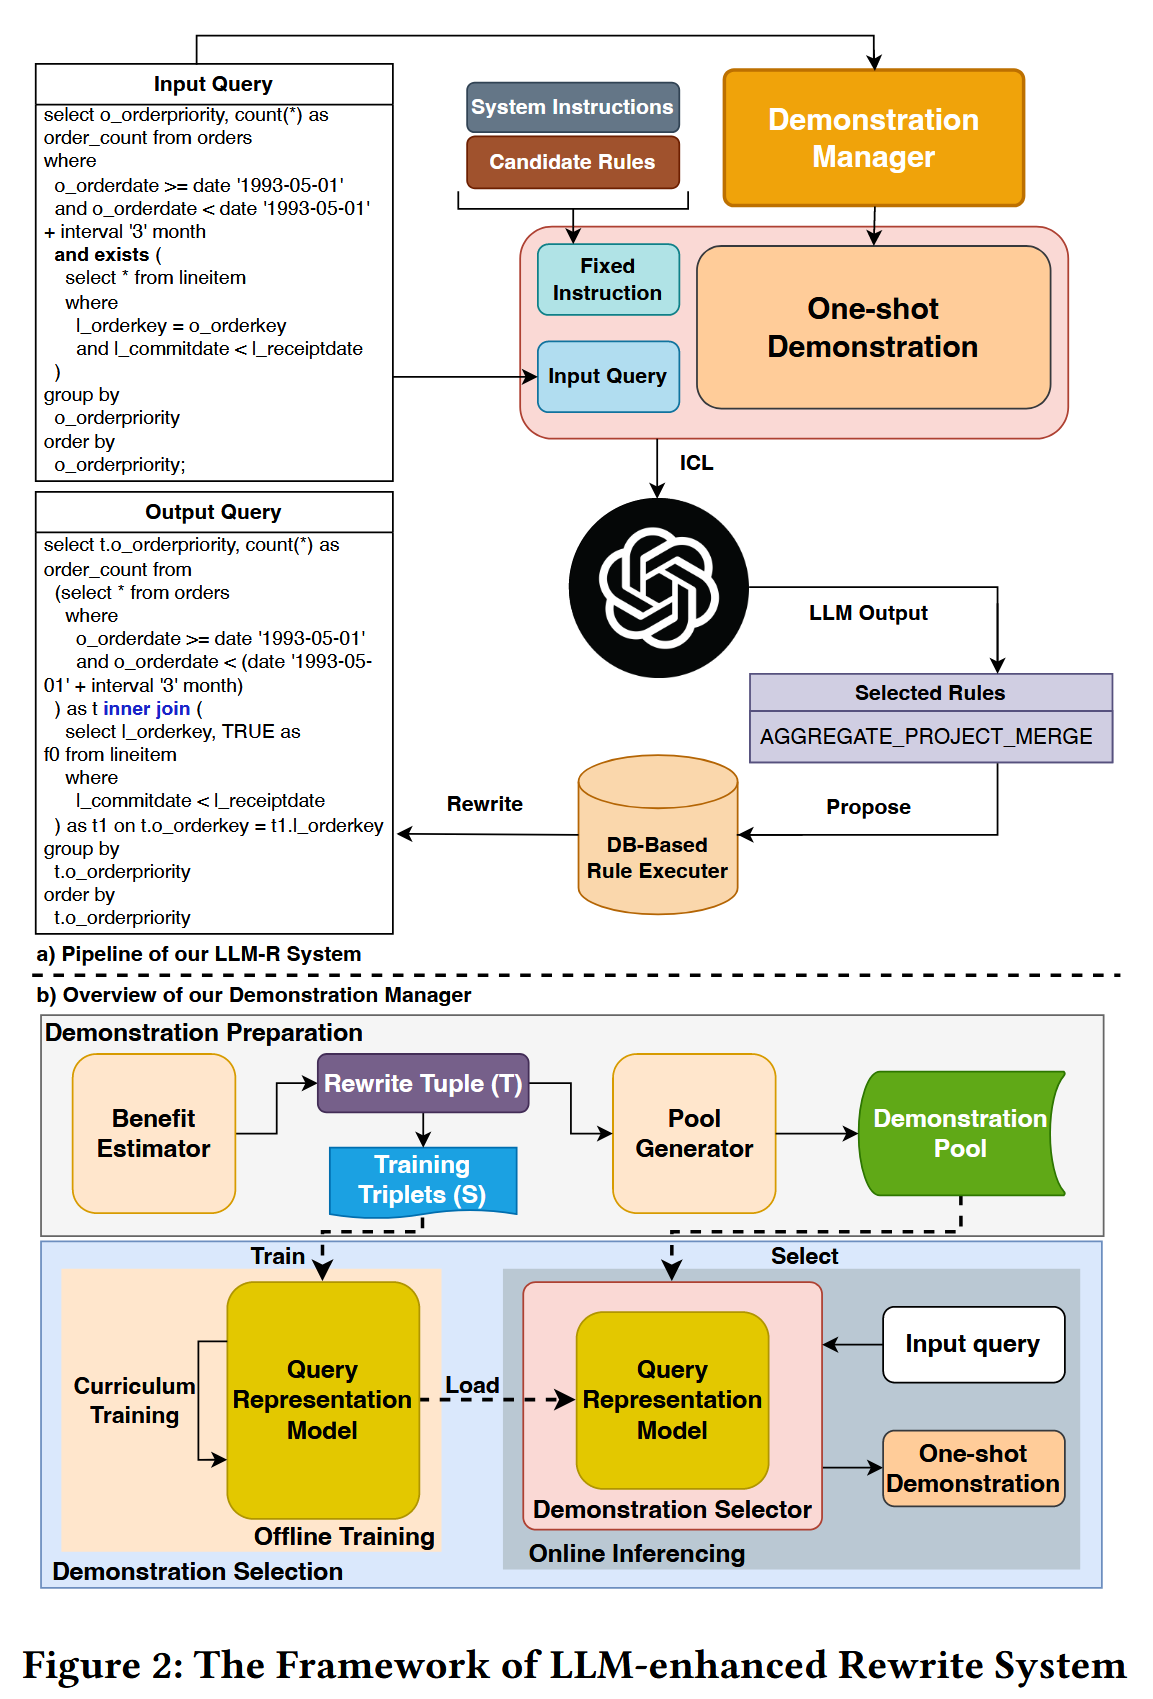 Input Query
select o_orderpriority, count(*) as
order_count from orders
where
o_orderdate >= date '1993-05-01'
and o_orderdate < date '1993-05-01'
+ interval '3' month
and exists (
select * from lineitem
where
l_orderkey = o_orderkey
and l_commitdate < l_receiptdate
)
group by
o_orderpriority
order by
o_orderpriority;
System Instructions
Candidate Rules
Demonstration
Manager
Fixed
Instruction
Input Query
One-shot
Demonstration
ICL
LLM Output
Selected Rules
AGGREGATE_PROJECT_MERGE
Propose
DB-Based
Rule Executer
Rewrite
Output Query
select t.o_orderpriority, count(*) as
order_count from
(select * from orders
where
o_orderdate >= date '1993-05-01'
and o_orderdate < (date '1993-05-
01' + interval '3' month)
) as t inner join (
select l_orderkey, TRUE as
f0 from lineitem
where
l_commitdate < l_receiptdate
) as t1 on t.o_orderkey = t1.l_orderkey
group by
t.o_orderpriority
order by
t.o_orderpriority
a) Pipeline of our LLM-R System
b) Overview of our Demonstration Manager
Demonstration Preparation
Benefit
Estimator
Rewrite Tuple (T)
Training
Triplets (S)
Pool
Generator
Demonstration
Pool
Train
Select
Curriculum
Training
Query
Representation
Model
Offline Training
Load
Query
Representation
Model
Demonstration Selector
Input query
One-shot
Demonstration
Online Inferencing
Demonstration Selection
Figure 2: The Framework of LLM-enhanced Rewrite System